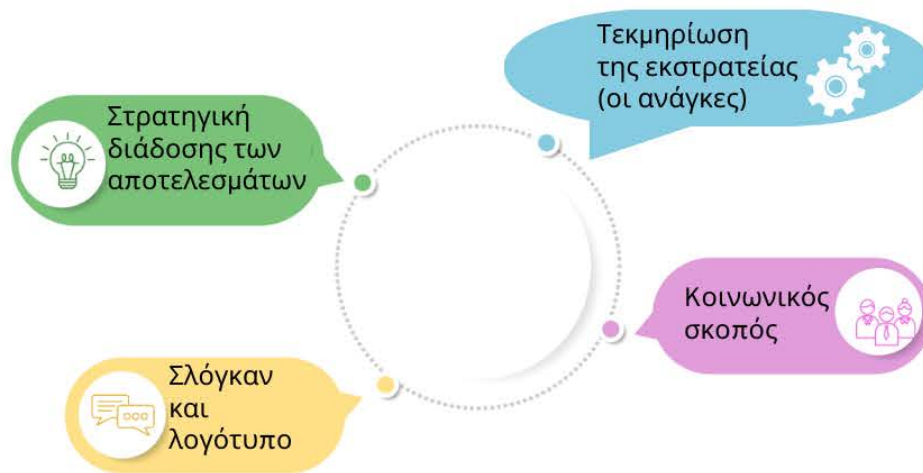 Τεκμηρίωση
της εκστρατείας
(οι ανάγκες)
Στρατηγική
διάδοσης των
αποτελεσμάτων
Κοινωνικός
σκοπός
Σλόγκαν
και
λογότυπο